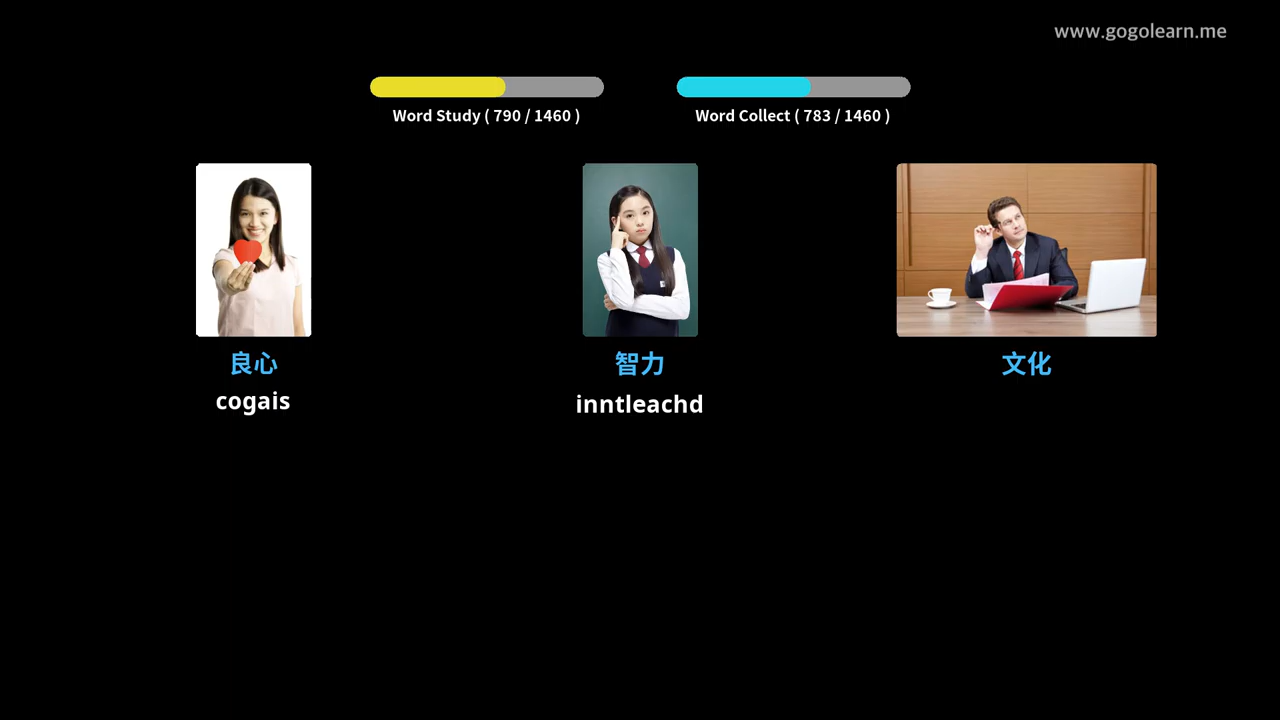 www.gogolearn.me
Word Study ( 790 / 1460 )
Word Collect ( 783 / 1460 )
良心
cogais
智力
inntleachd
文化